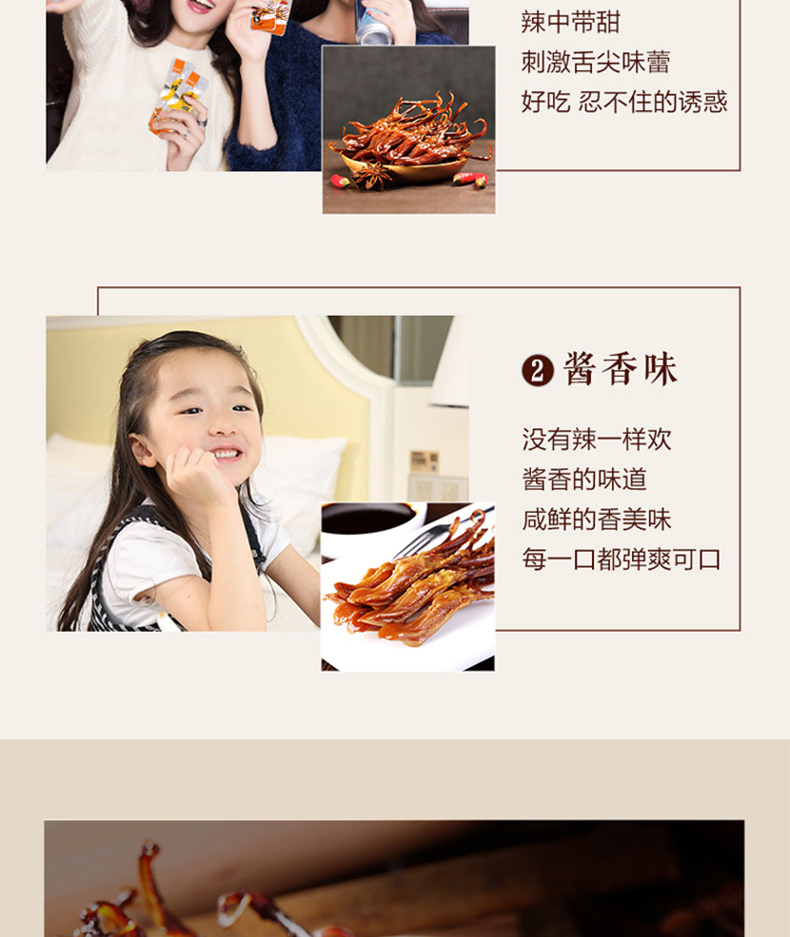 辣中带甜
刺激舌尖味蕾
好吃 忍不住的诱惑
2 酱香味
没有辣一样欢
酱香的味道
咸鲜的香美味
每一口都弹爽可口